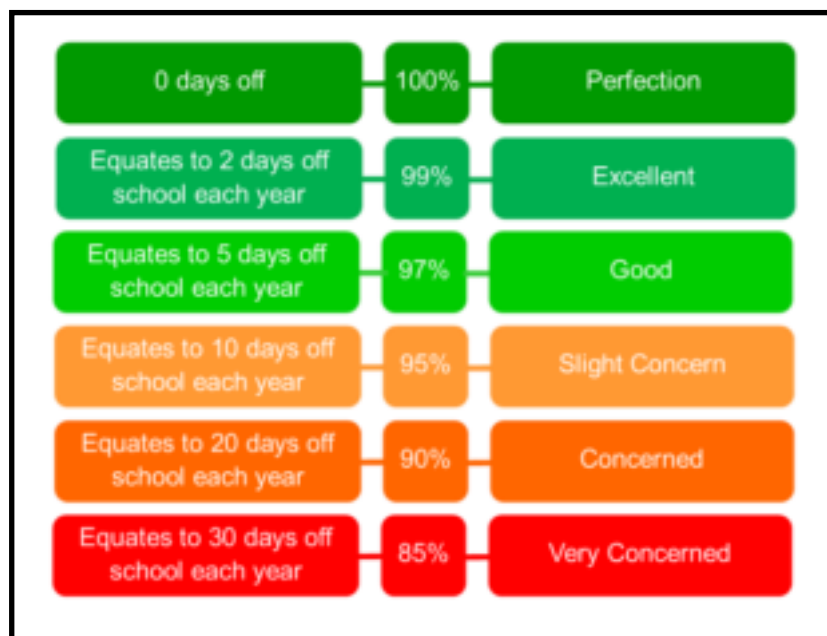 0 days off
100%
Perfection
Equates to 2 days off
school each year
99%
Excellent
Equates to 5 days off
school each year
97%
Good
Equates to 10 days off
school each year
95%
Slight Concern
Equates to 20 days off
school each year
90%
Concerned
Equates to 30 days off
school each year
85%
Very Concerned